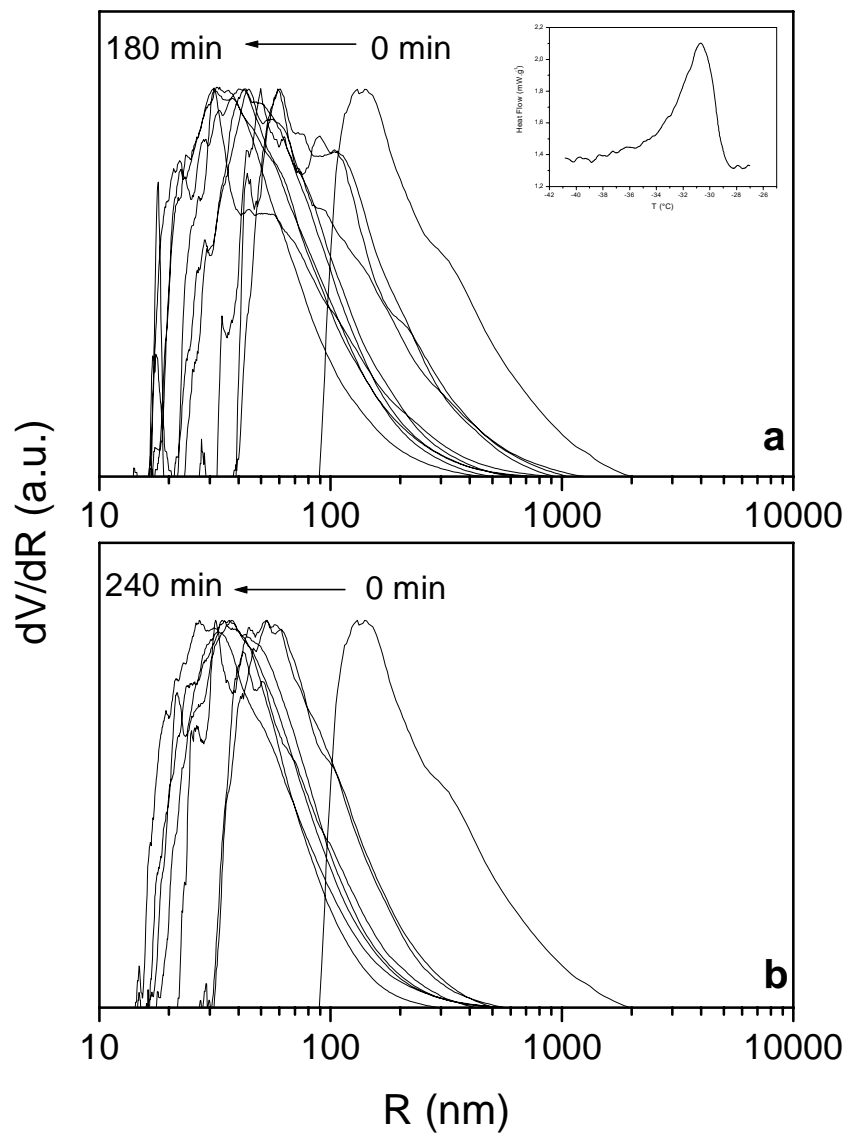 180 min 0 min
2,2
2,0
1,8
1,6
1,4
1,2
Heat Flow (mW.g¹)
-42 -40 -38 -36 -34 -32 -30 -28 -26
T (°C)
a
10 100 1000 10000
dV/dR (a.u.)
240 min 0 min
b
10 100 1000 10000
R (nm)